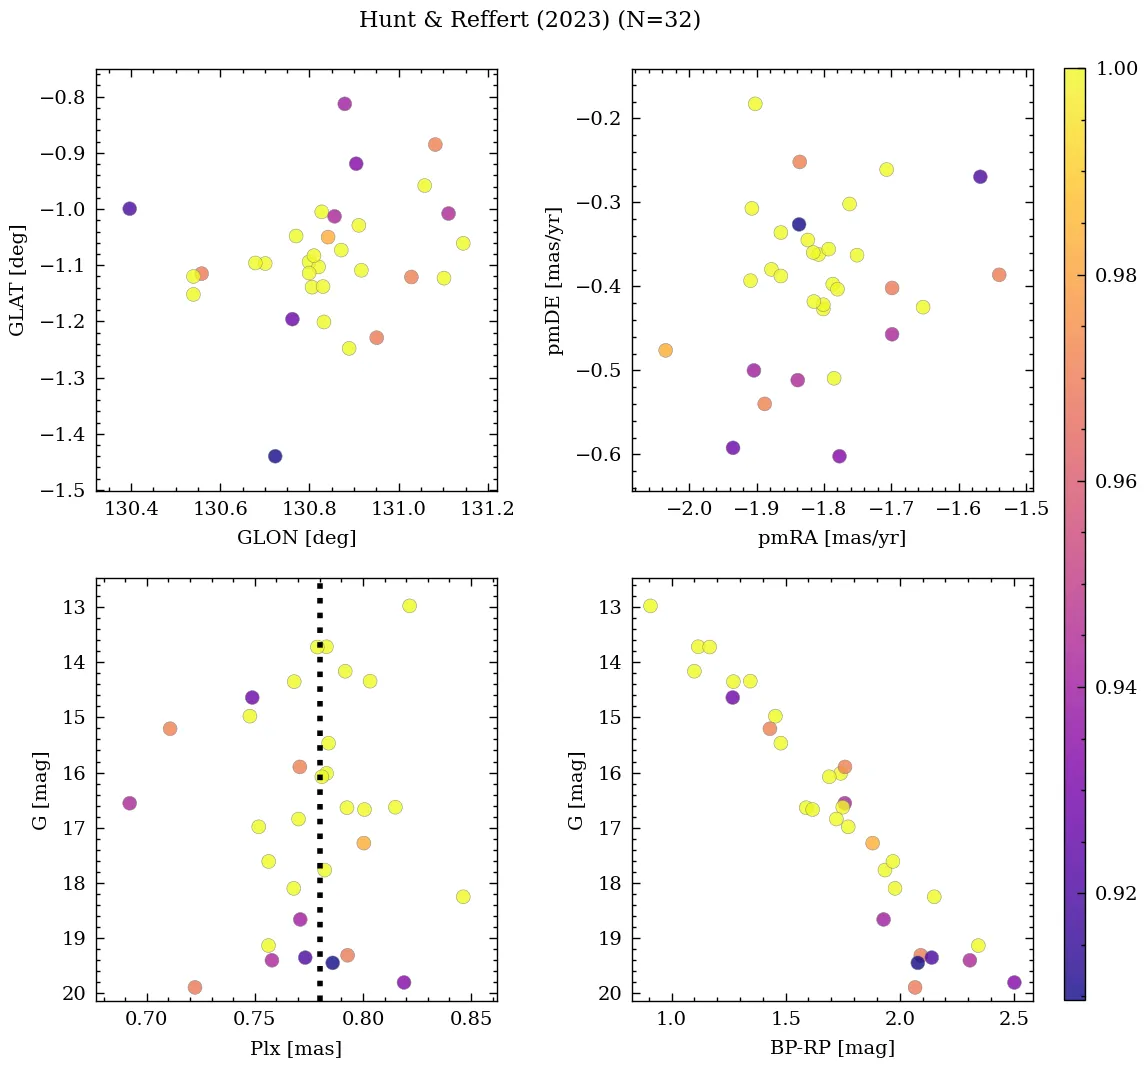 Hunt & Reffert (2023) (N=32)
−0.8
−0.9
−1.0
−1.1
−1.2
−1.3
−1.4
−1.5
GLAT [deg]
130.4 130.6 130.8 131.0 131.2
GLON [deg]
−0.2
−0.3
−0.4
−0.5
−0.6
pmDE [mas/yr]
−2.0 −1.9 −1.8 −1.7 −1.6 −1.5
pmRA [mas/yr]
13
14
15
16
17
18
19
20
G [mag]
0.70 0.75 0.80 0.85
Plx [mas]
13
14
15
16
17
18
19
20
G [mag]
1.0 1.5 2.0 2.5
BP-RP [mag]
1.00
0.98
0.96
0.94
0.92